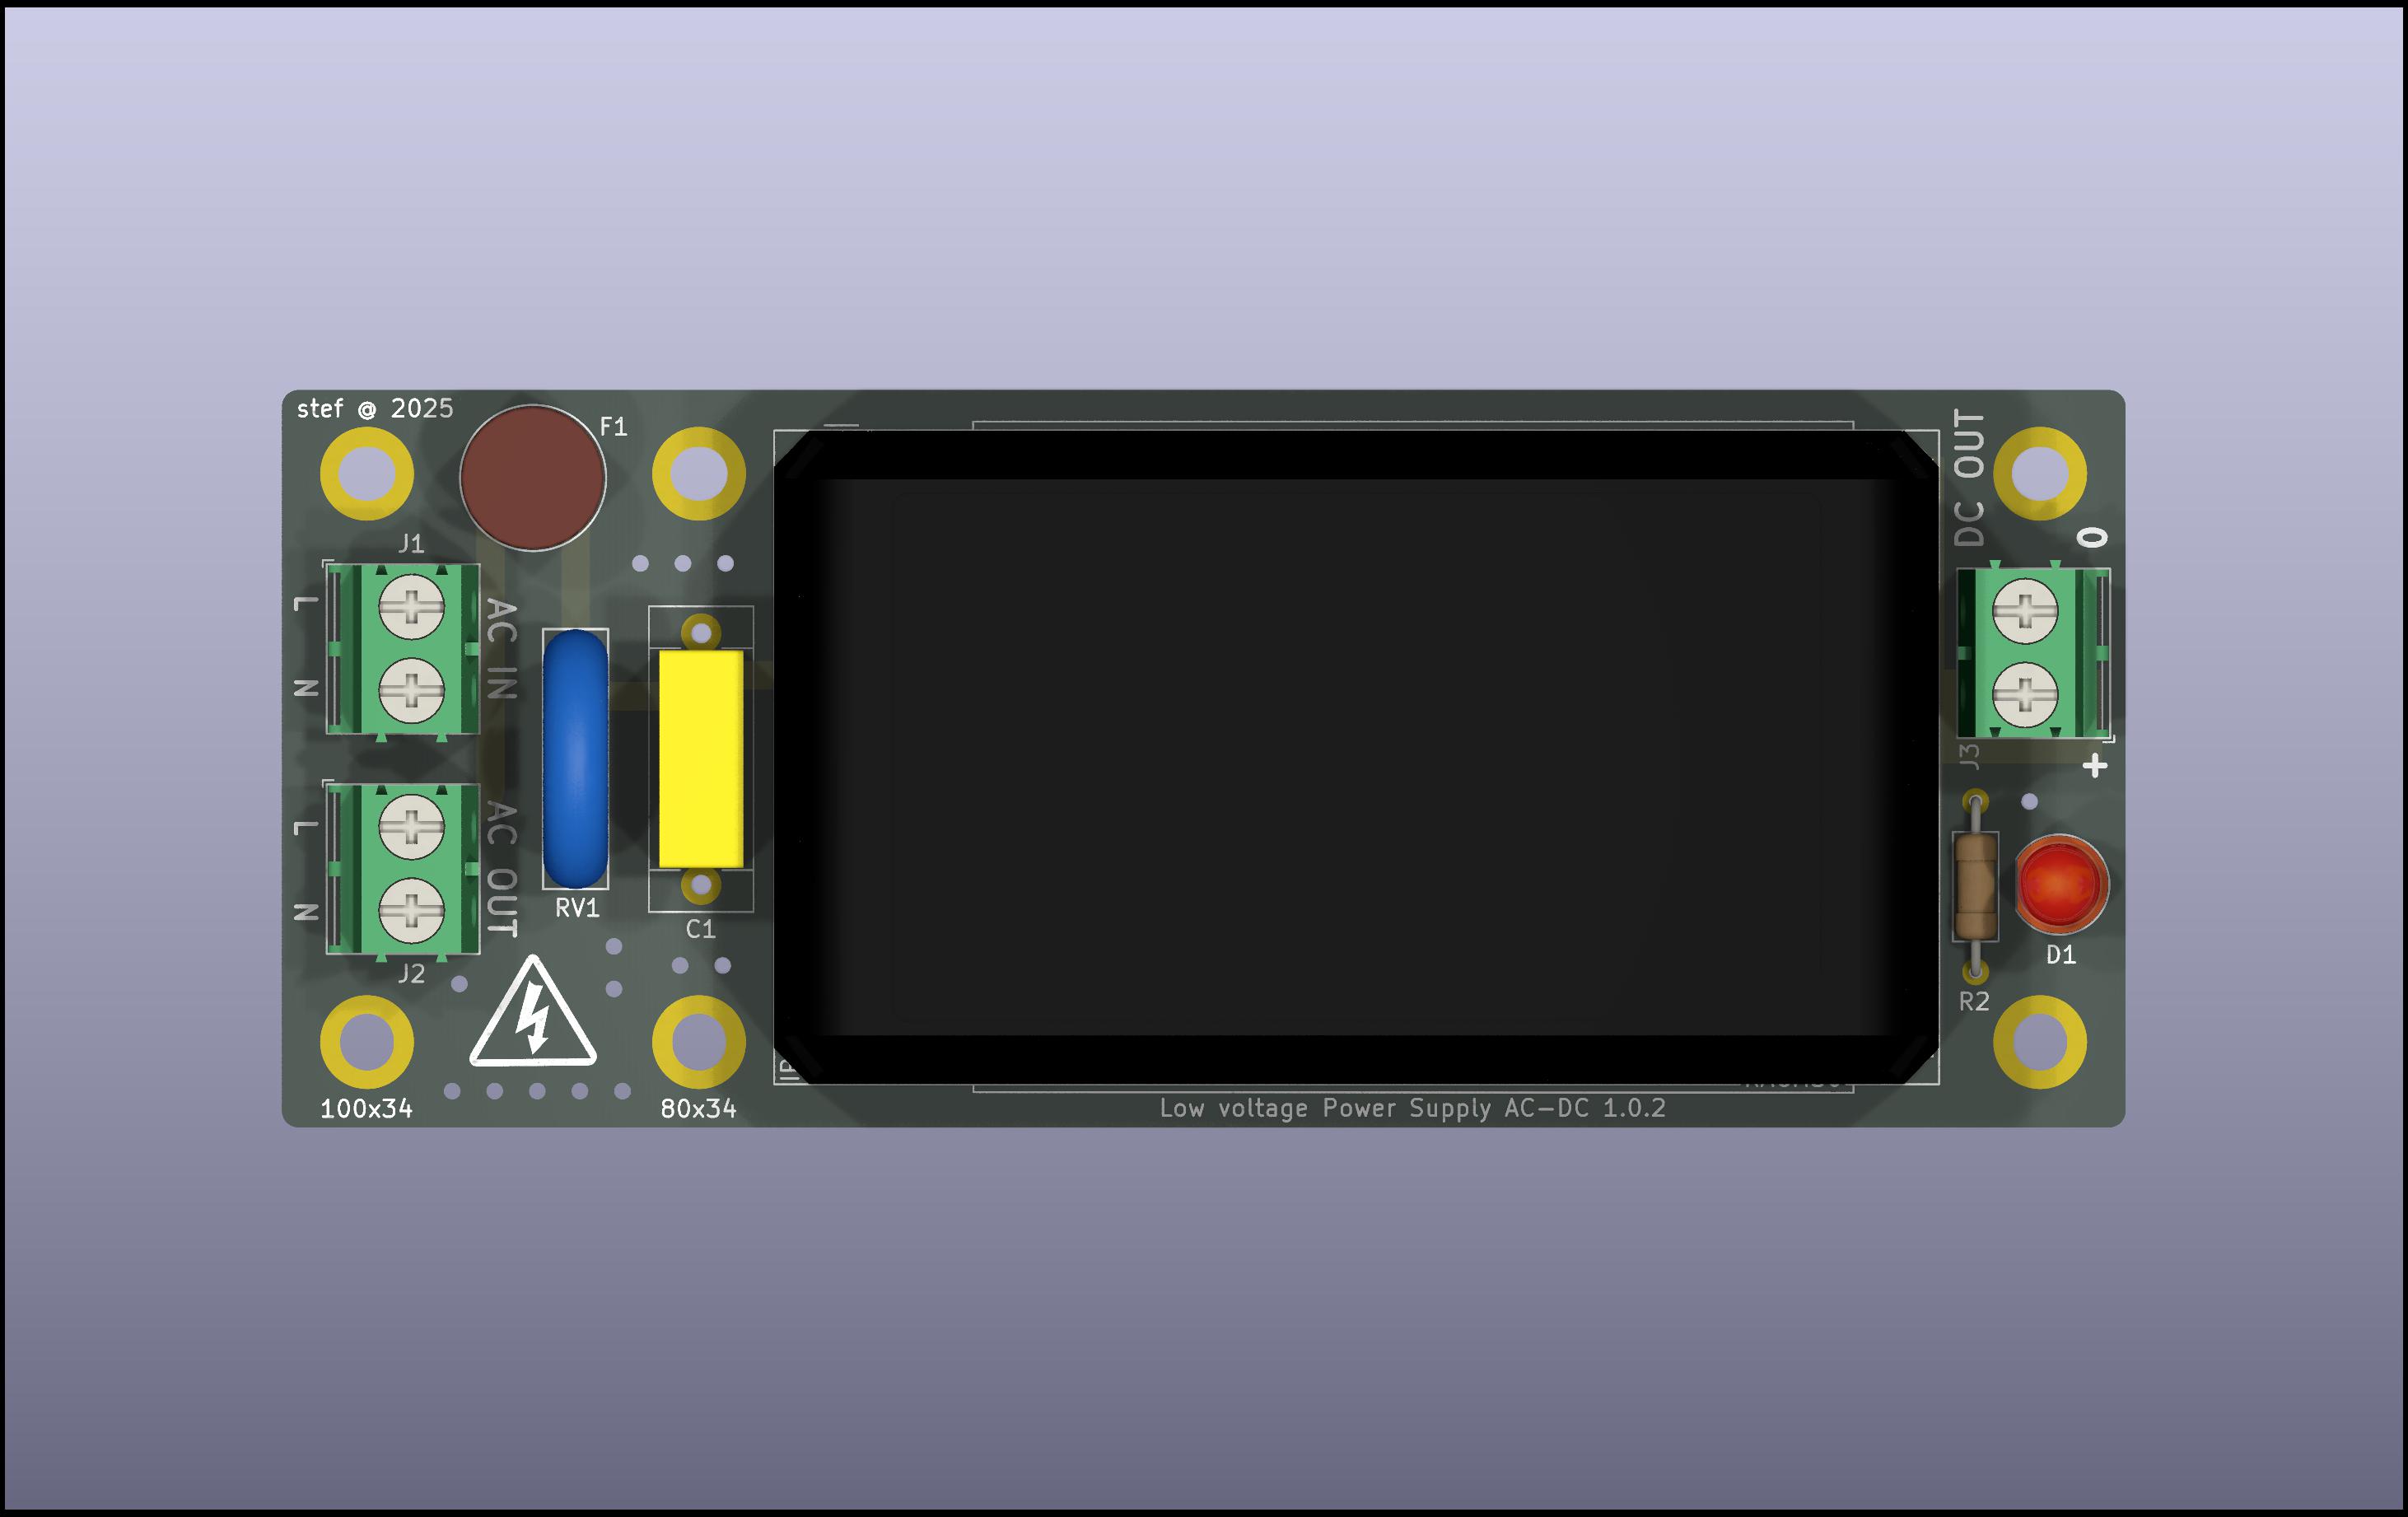 stef @ 2025
F1
J1
L
N
AC IN
L
N
AC OUT
J2
RV1
C1
100x34
80x34
Low voltage Power Supply AC-DC 1.0.2
DC OUT
0
J3
+
D1
R2